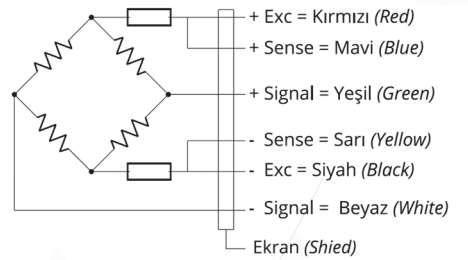 + Exc = Kırmızı (Red)
+ Sense = Mavi (Blue)
+ Signal = Yeşil (Green)
- Sense = Sarı (Yellow)
- Exc = Siyah (Black)
- Signal = Beyaz (White)
Ekran (Shied)